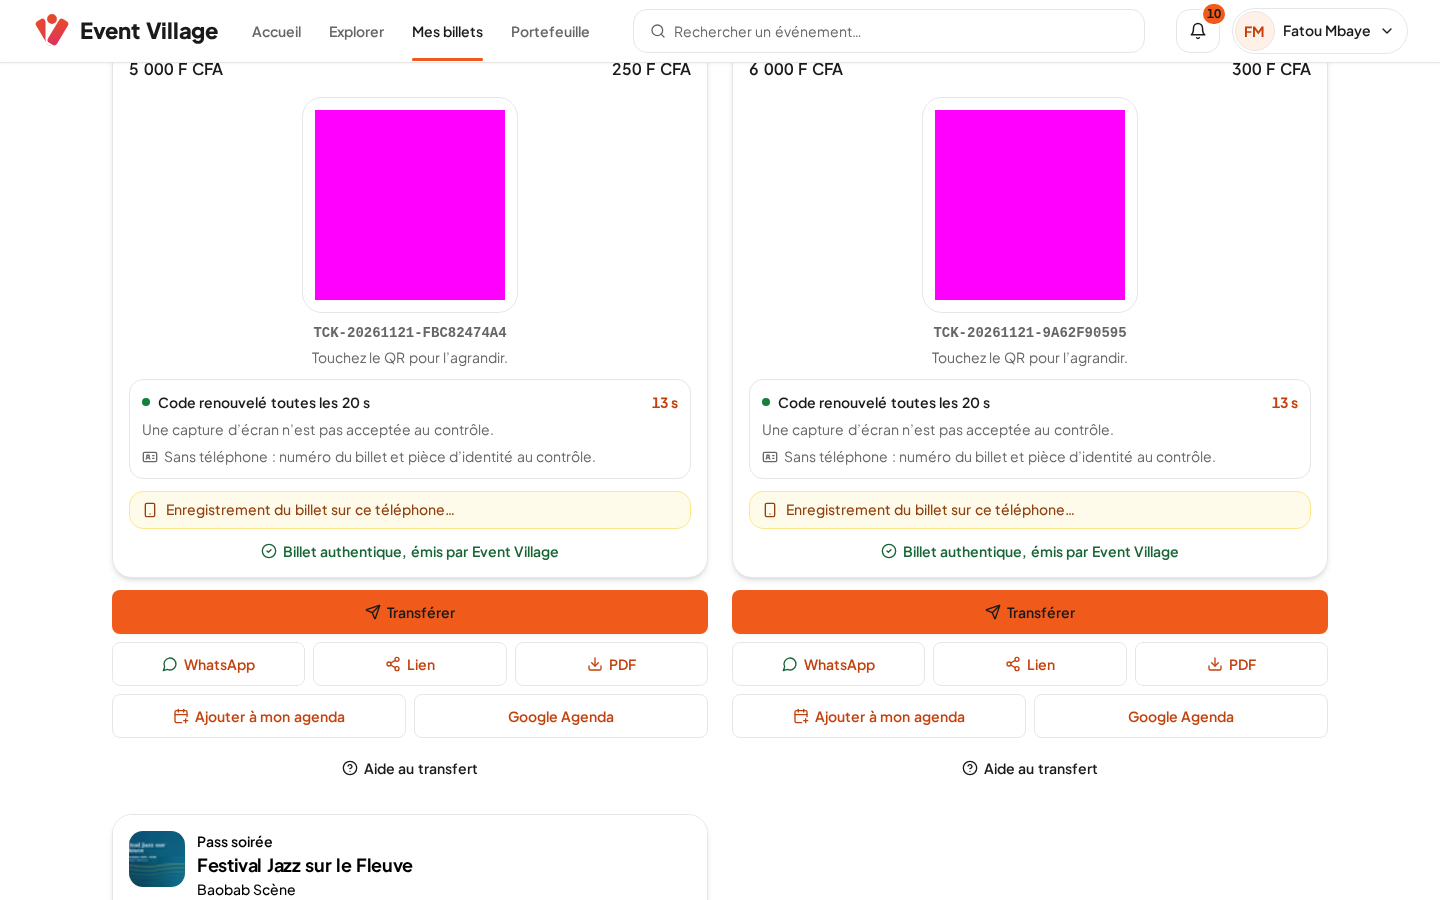 Event Village
Accueil
Explorer
Mes billets
Portefeuille
Rechercher un événement…
10
FM
Fatou Mbaye
5 000 F CFA
250 F CFA
TCK-20261121-FBC82474A4
Touchez le QR pour l’agrandir.
Code renouvelé toutes les 20 s
13 s
Une capture d’écran n’est pas acceptée au contrôle.
Sans téléphone : numéro du billet et pièce d’identité au contrôle.
Enregistrement du billet sur ce téléphone…
Billet authentique, émis par Event Village
Transférer
WhatsApp
Lien
PDF
Ajouter à mon agenda
Google Agenda
Aide au transfert
6 000 F CFA
300 F CFA
TCK-20261121-9A62F90595
Touchez le QR pour l’agrandir.
Code renouvelé toutes les 20 s
13 s
Une capture d’écran n’est pas acceptée au contrôle.
Sans téléphone : numéro du billet et pièce d’identité au contrôle.
Enregistrement du billet sur ce téléphone…
Billet authentique, émis par Event Village
Transférer
WhatsApp
Lien
PDF
Ajouter à mon agenda
Google Agenda
Aide au transfert
Pass soirée
Festival Jazz sur le Fleuve
Baobab Scène